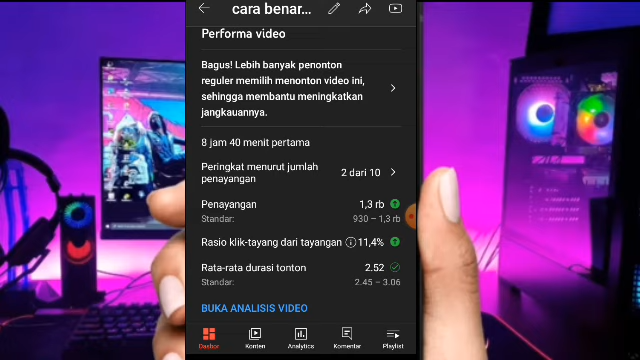 cara benar...
Performa video
Bagus! Lebih banyak penonton
reguler memilih menonton video ini,
sehingga membantu meningkatkan
jangkauannya.
8 jam 40 menit pertama
Peringkat menurut jumlah
penayangan
2 dari 10
Penayangan 1,3 rb
Standar: 930 – 1,3 rb
Rasio klik-tayang dari tayangan 11,4%
Rata-rata durasi tonton 2.52
Standar: 2.45 – 3.06
BUKA ANALISIS VIDEO
Dasbor Konten Analytics Komentar Playlist